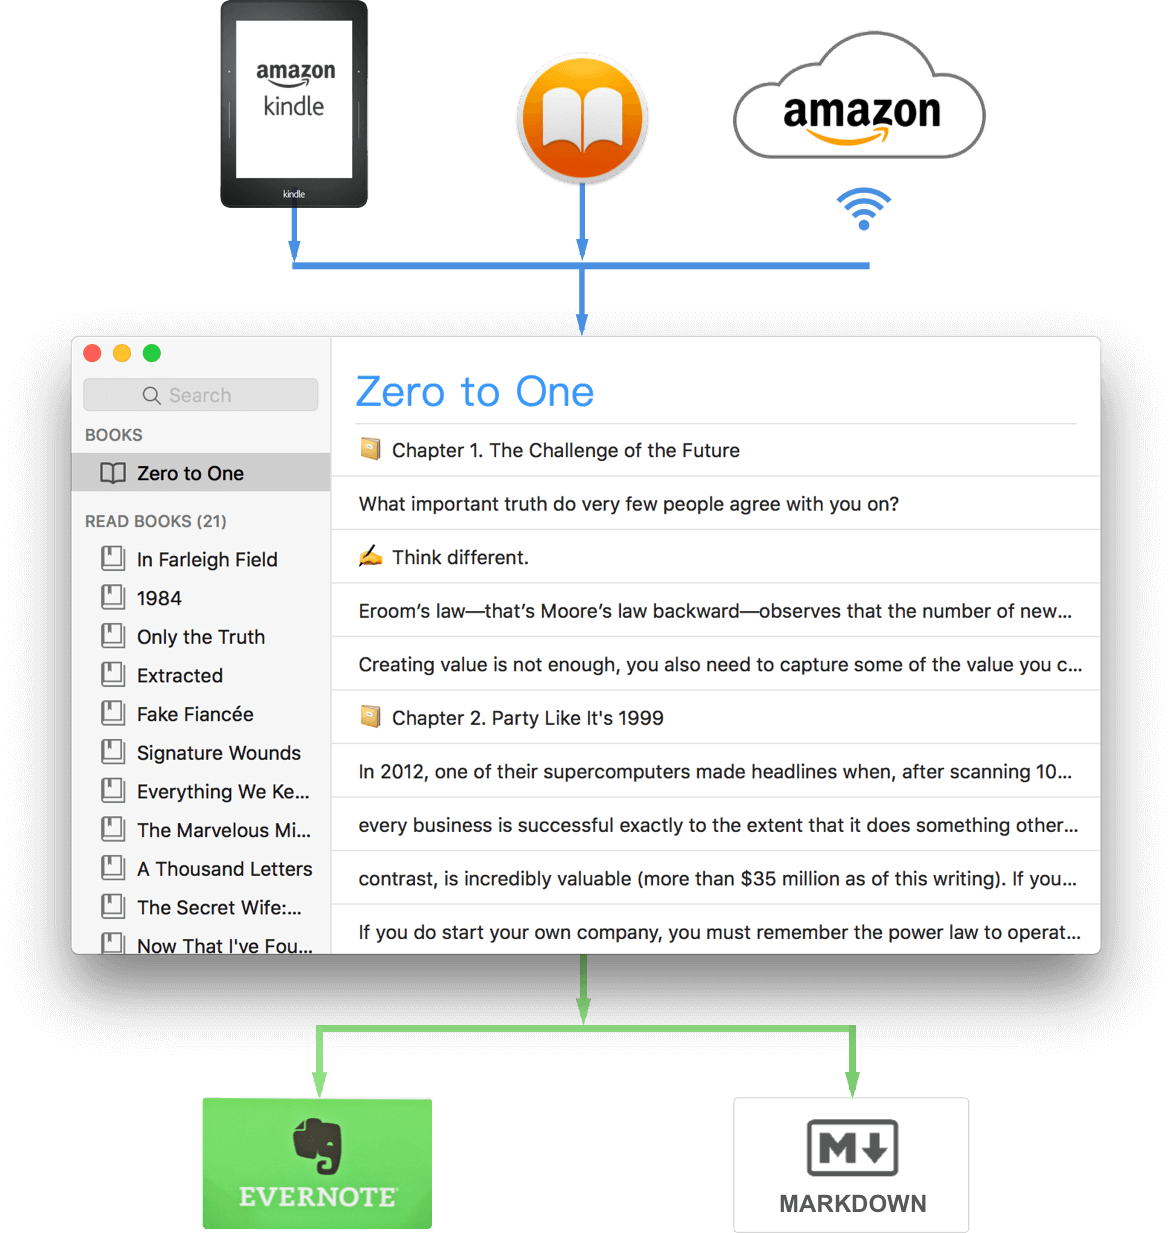 amazon
kindle
kindle
amazon
Search
BOOKS
Zero to One
READ BOOKS (21)
In Farleigh Field
1984
Only the Truth
Extracted
Fake Fiancée
Signature Wounds
Everything We Ke...
The Marvelous Mi...
A Thousand Letters
The Secret Wife:...
Now That I've Fou...
Zero to One
Chapter 1. The Challenge of the Future
What important truth do very few people agree with you on?
Think different.
Eroom’s law—that’s Moore’s law backward—observes that the number of new...
Creating value is not enough, you also need to capture some of the value you c...
Chapter 2. Party Like It's 1999
In 2012, one of their supercomputers made headlines when, after scanning 10...
every business is successful exactly to the extent that it does something other...
contrast, is incredibly valuable (more than $35 million as of this writing). If you...
If you do start your own company, you must remember the power law to operat...
EVERNOTE
M
MARKDOWN